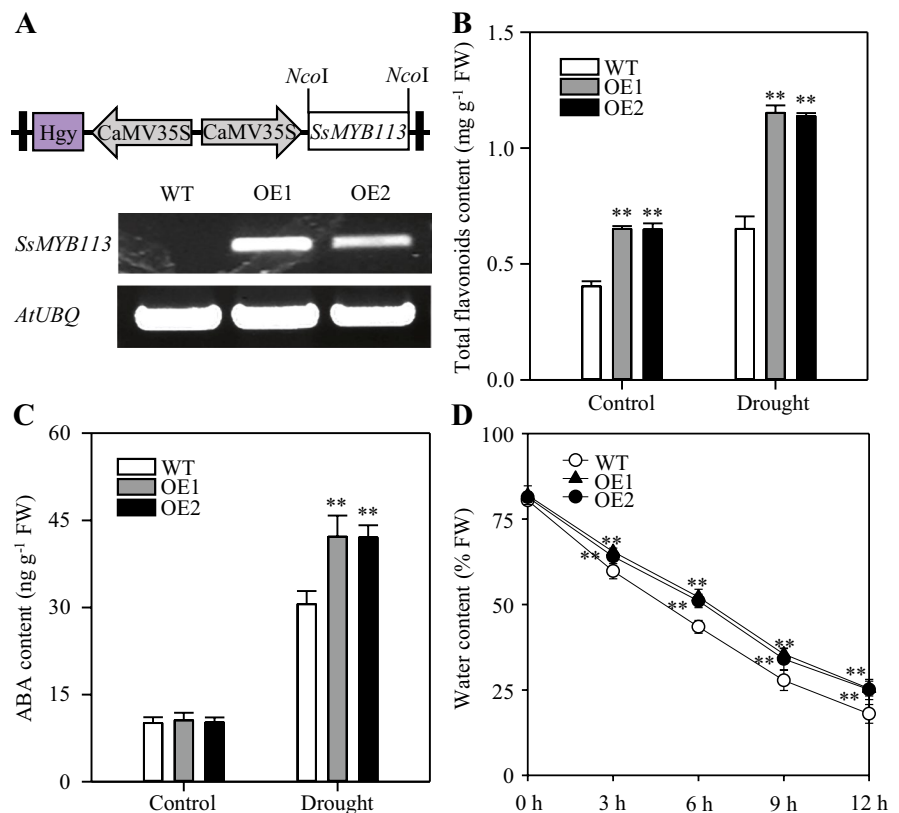 A
NcoI NcoI
Hgy CaMV35S CaMV35S SsMYB113
WT OE1 OE2
SsMYB113
AtUBQ
B
Total flavonoids content (mg g-1 FW)
1.5
1.0
0.5
0.0
WT
OE1
OE2
** **
** **
Control Drought
C
ABA content (ng g-1 FW)
60
45
30
15
0
WT
OE1
OE2
** **
Control Drought
D
Water content (% FW)
100
75
50
25
0
WT
OE1
OE2
**
**
**
**
**
**
**
**
0 h 3 h 6 h 9 h 12 h